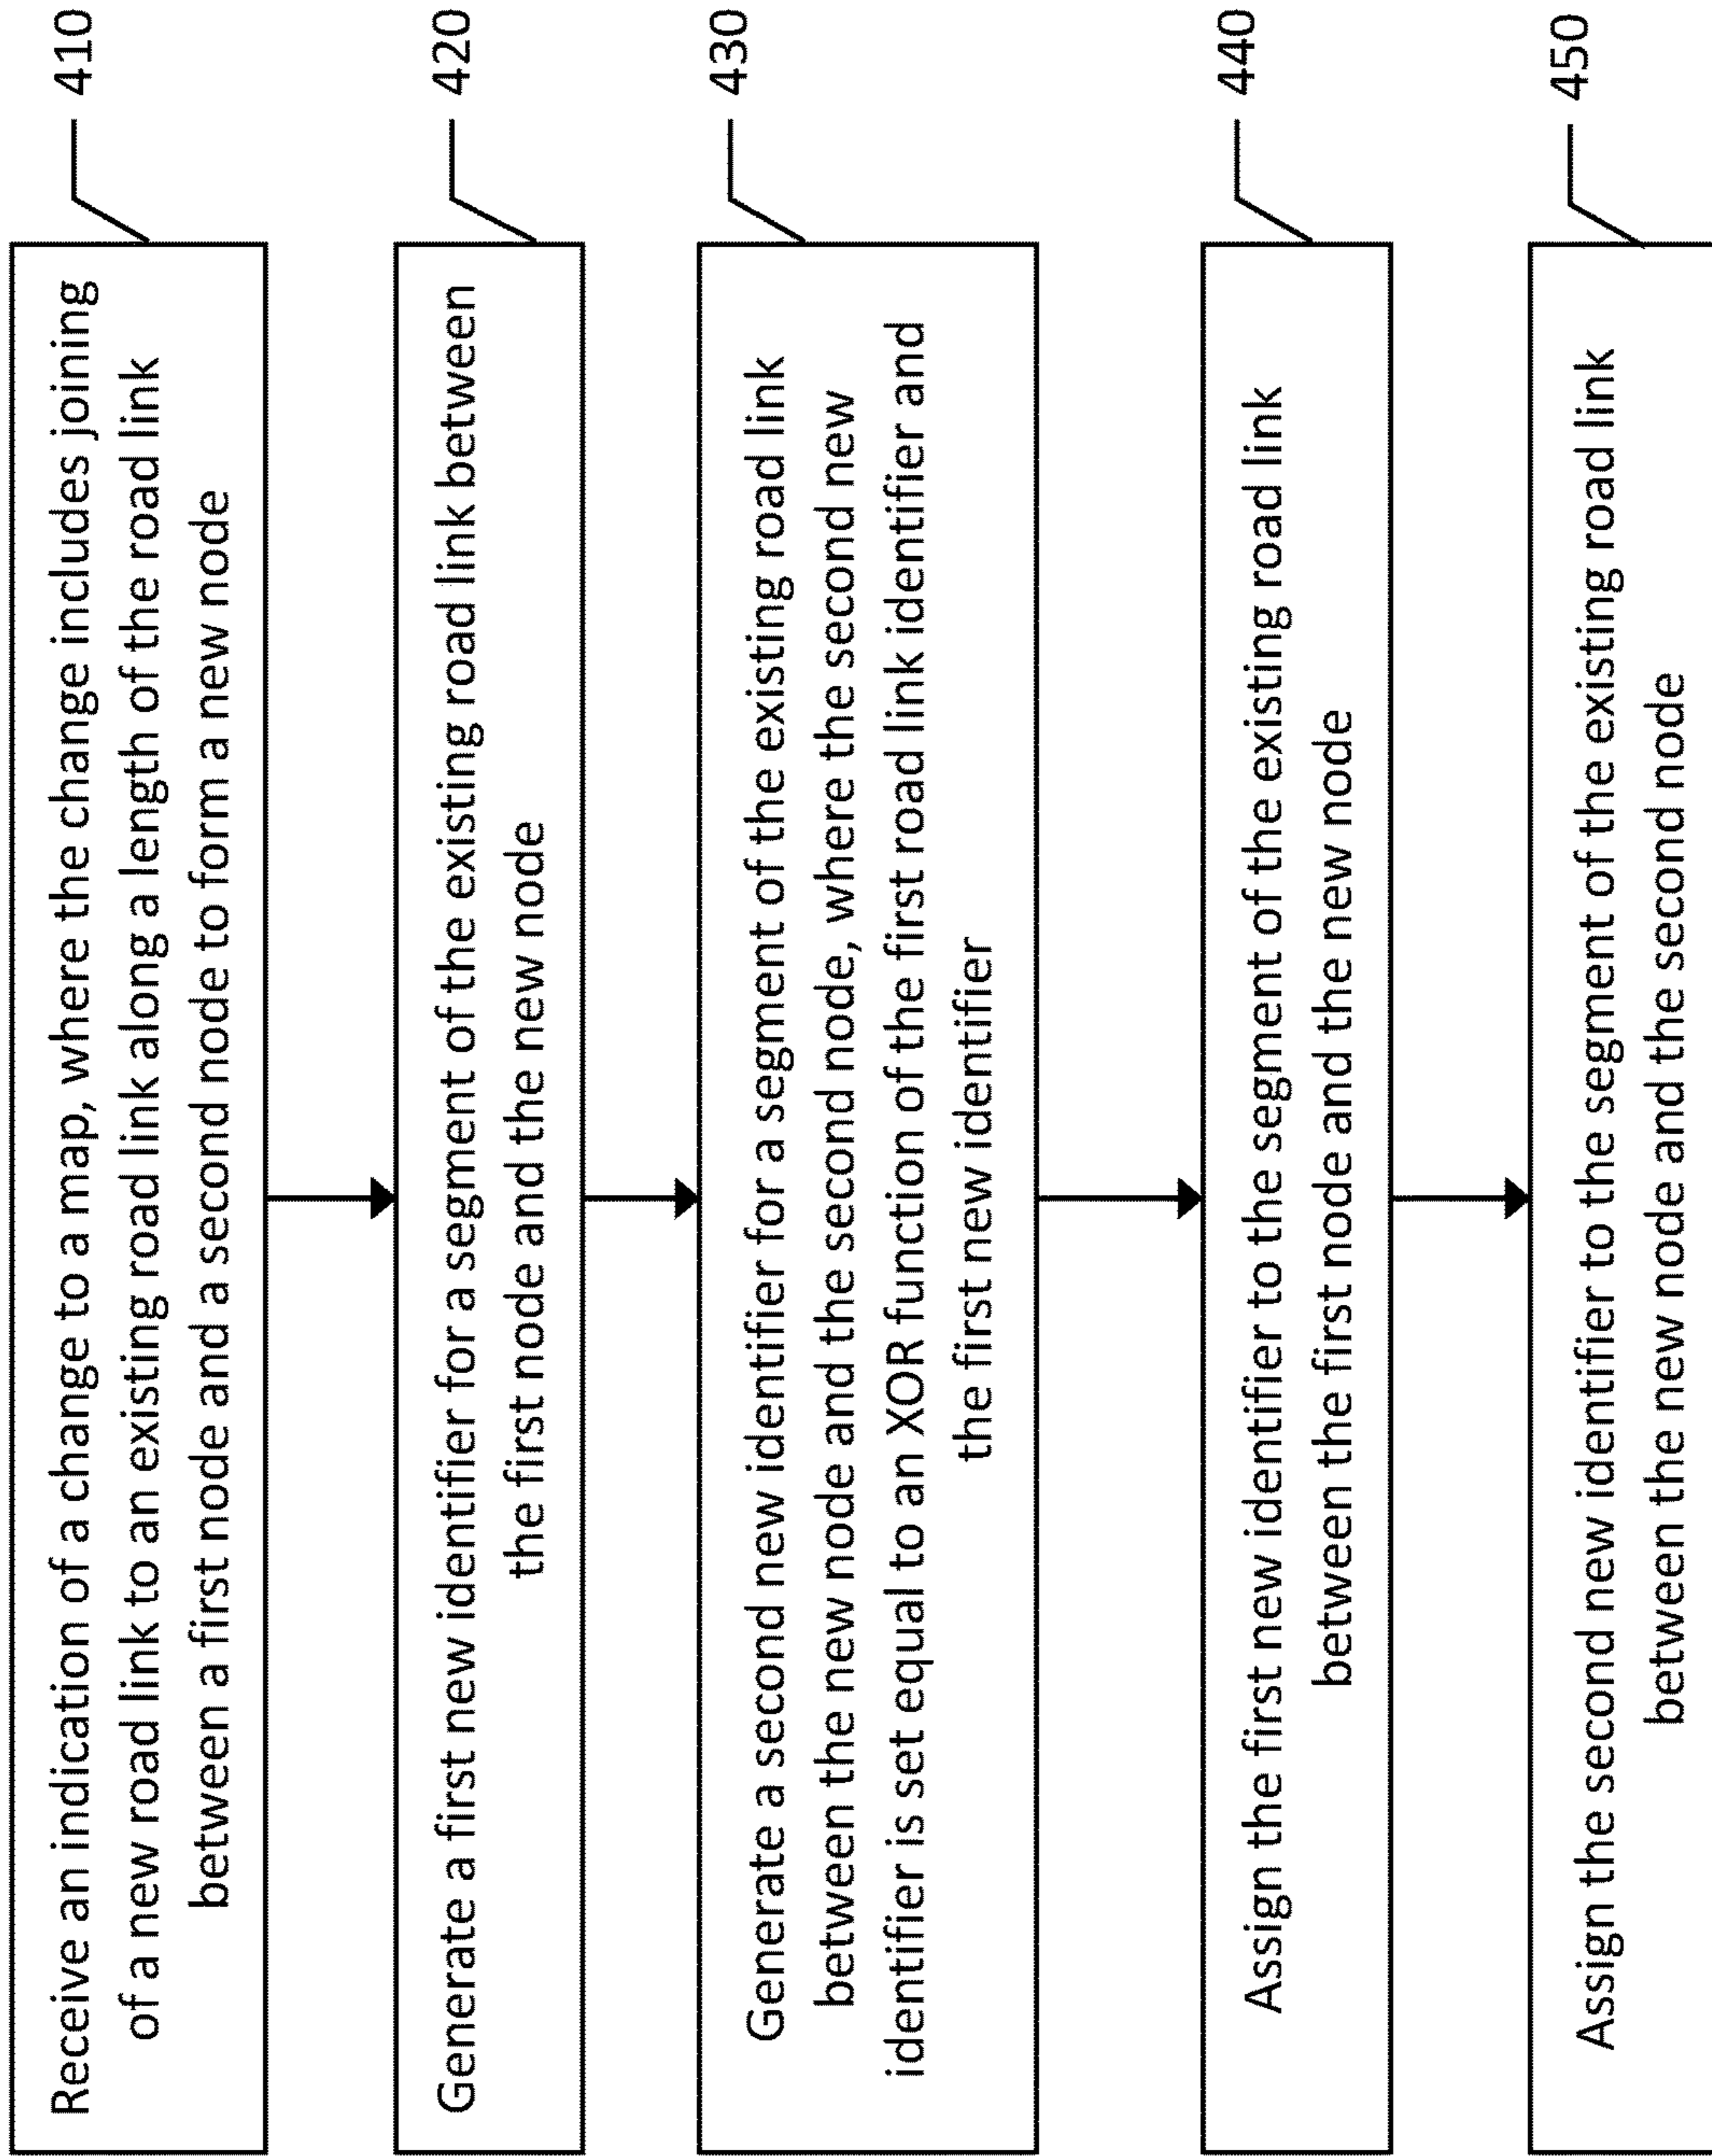 Receive an indication of a change to a map, where the change includes joining
of a new road link to an existing road link along a length of the road link
between a first node and a second node to form a new node
410
Generate a first new identifier for a segment of the existing road link between
the first node and the new node
420
Generate a second new identifier for a segment of the existing road link
between the new node and the second node, where the second new
identifier is set equal to an XOR function of the first road link identifier and
the first new identifier
430
Assign the first new identifier to the segment of the existing road link
between the first node and the new node
440
Assign the second new identifier to the segment of the existing road link
between the new node and the second node
450